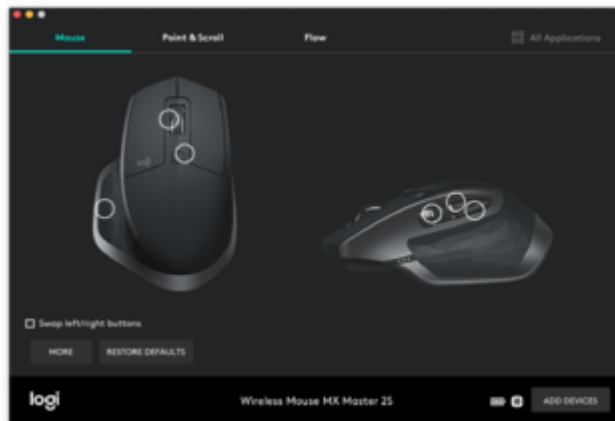 Mouse Point & Scroll Flow All Applications
logi
Swap left/right buttons
MORE RESTORE DEFAULTS
logi Wireless Mouse MX Master 2S ADD DEVICES